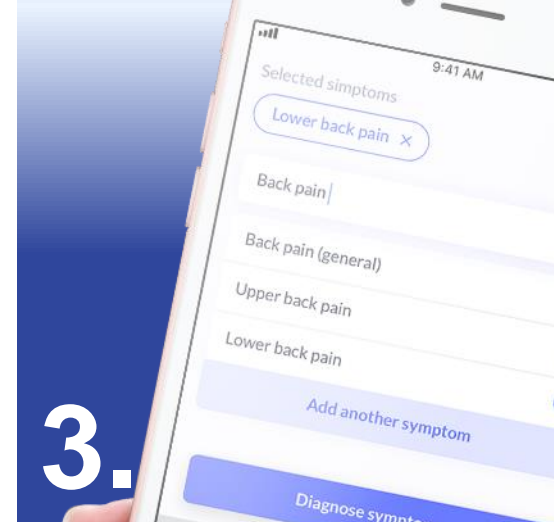 9:41 AM
Selected simptoms
Lower back pain ×
Back pain
Back pain (general)
Upper back pain
Lower back pain
Add another symptom
3.
Diagnose